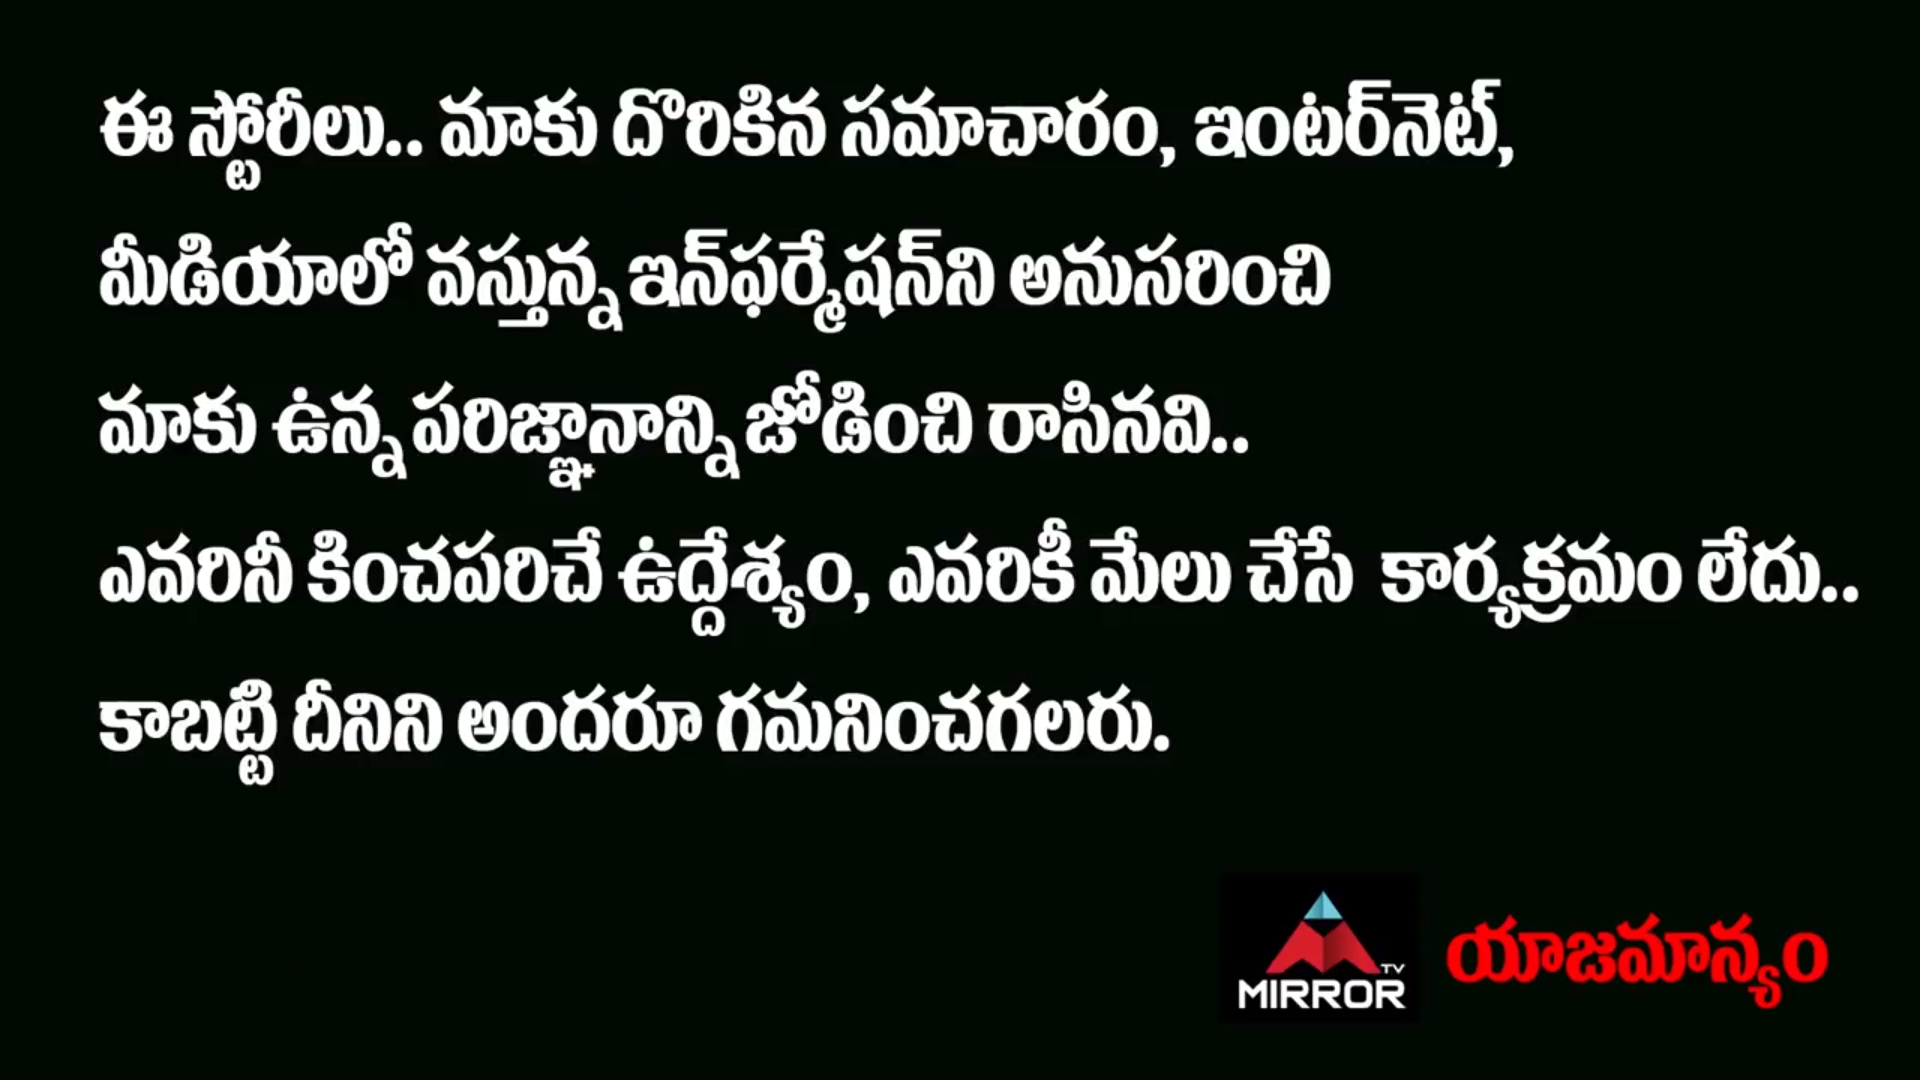 ఈ స్టోరీలు.. మాకు దొరికిన సమాచారం, ఇంటర్‌నెట్,
మీడియాలో వస్తున్న ఇన్‌ఫర్మేషన్‌ని అనుసరించి
మాకు ఉన్న పరిజ్ఞానాన్ని జోడించి రాసినవి..
ఎవరినీ కించపరిచే ఉద్దేశ్యం, ఎవరికీ మేలు చేసే కార్యక్రమం లేదు..
కాబట్టి దీనిని అందరూ గమనించగలరు.
TV
MIRROR
యాజమాన్యం